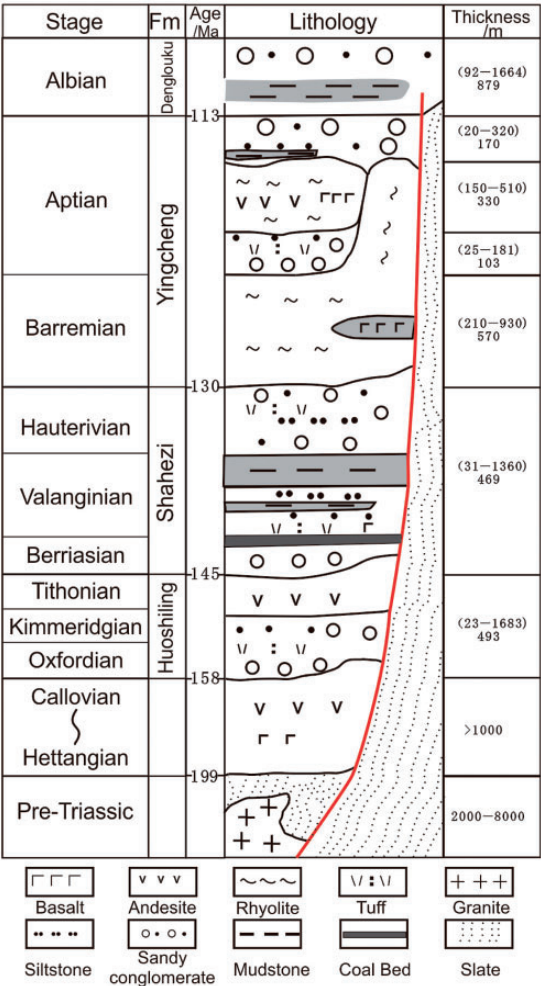 Stage Fm Age /Ma Lithology Thickness /m
Albian Denglouku (92—1664) 879
113
Aptian Yingcheng (20—320) 170
(150—510) 330
(25—181) 103
Barremian (210—930) 570
130
Hauterivian Shahezi
Valanginian (31—1360) 469
Berriasian
145
Tithonian Huoshiling
Kimmeridgian (23—1683) 493
Oxfordian
158
Callovian
>1000
Hettangian
199
Pre-Triassic 2000—8000
Basalt Andesite Rhyolite Tuff Granite
Siltstone Sandy conglomerate Mudstone Coal Bed Slate